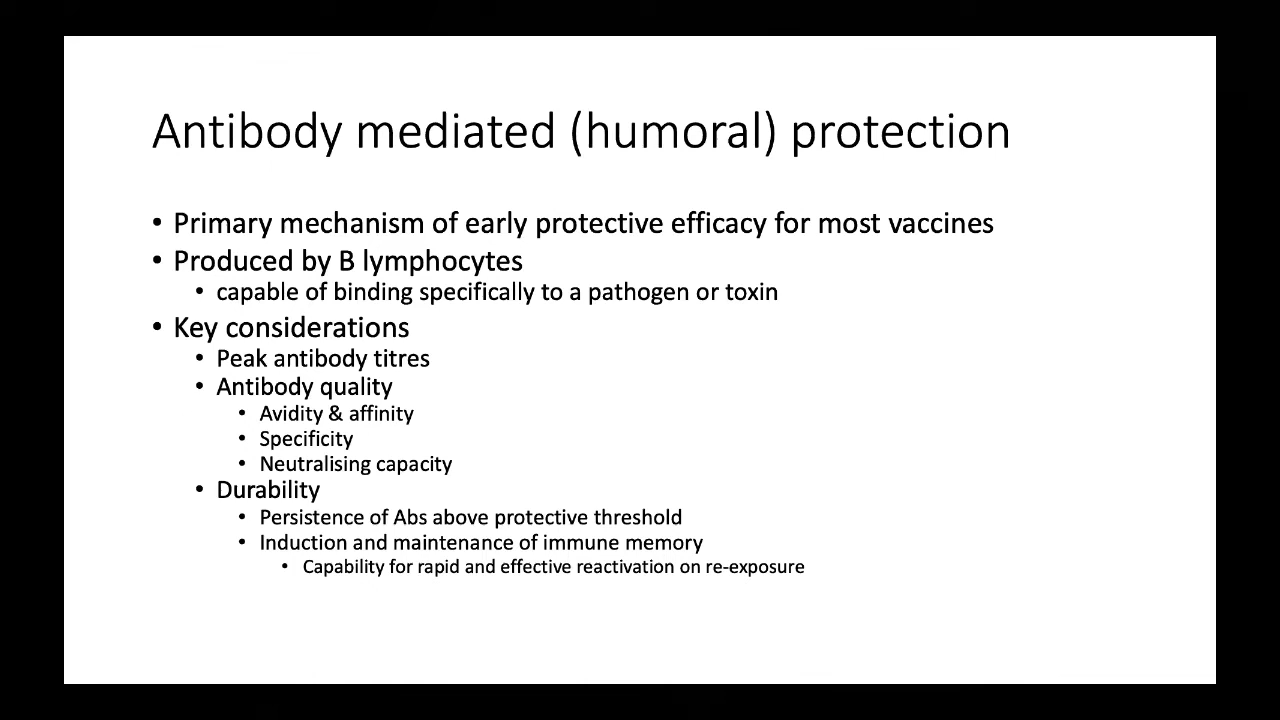 Antibody mediated (humoral) protection
• Primary mechanism of early protective efficacy for most vaccines
• Produced by B lymphocytes
• capable of binding specifically to a pathogen or toxin
• Key considerations
• Peak antibody titres
• Antibody quality
• Avidity & affinity
• Specificity
• Neutralising capacity
• Durability
• Persistence of Abs above protective threshold
• Induction and maintenance of immune memory
• Capability for rapid and effective reactivation on re-exposure